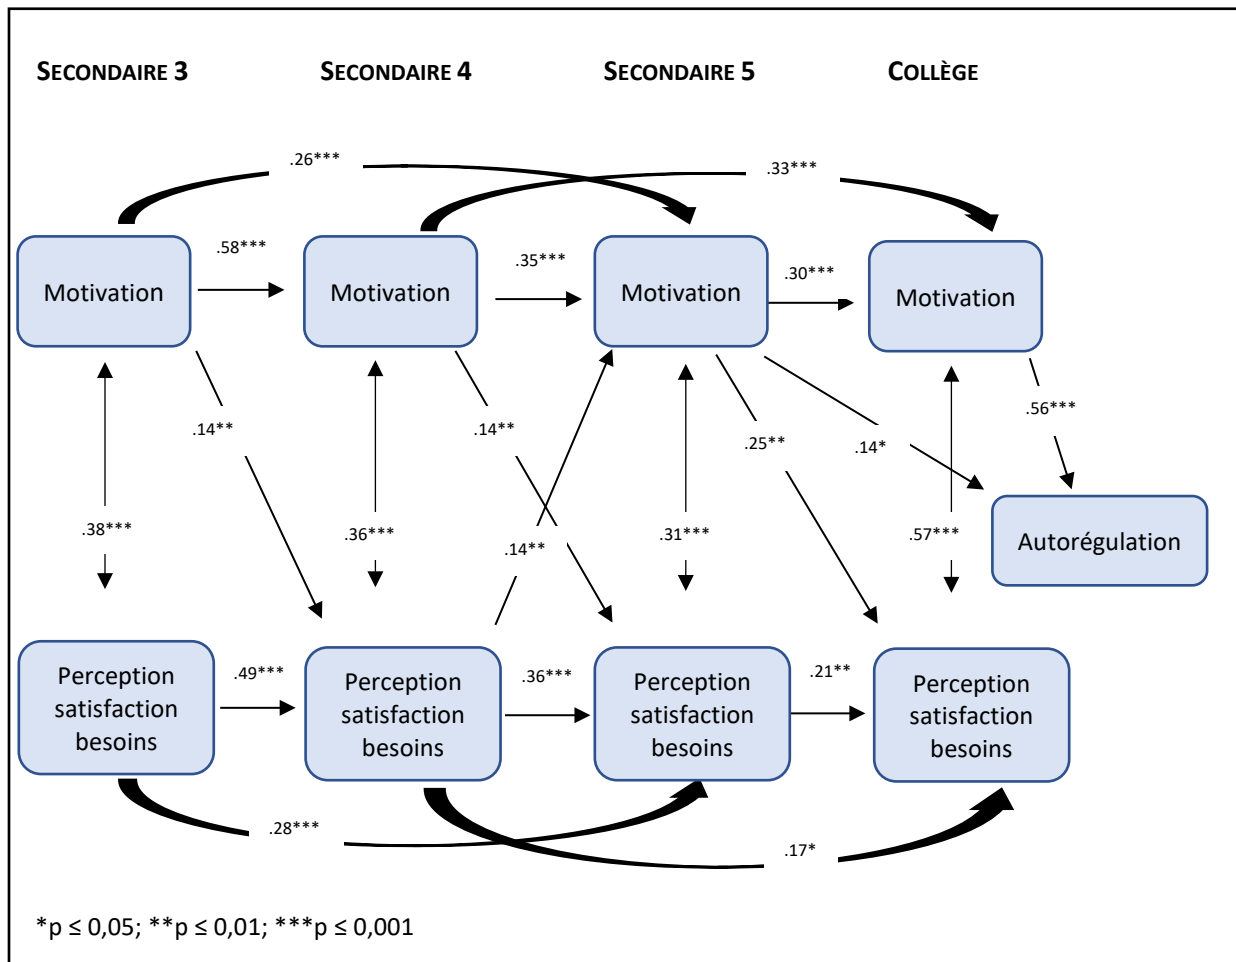 SECONDAIRE 3
SECONDAIRE 4
SECONDAIRE 5
COLLÈGE
.26***
.33***
.58***
.35***
.30***
Motivation
Motivation
Motivation
Motivation
.14**
.14**
.25**
.14*
.56***
.38***
.36***
.14**
.31***
.57***
Autorégulation
Perception
satisfaction
besoins
.49***
Perception
satisfaction
besoins
.36***
Perception
satisfaction
besoins
.21**
Perception
satisfaction
besoins
.28***
.17*
*p ≤ 0,05; **p ≤ 0,01; ***p ≤ 0,001